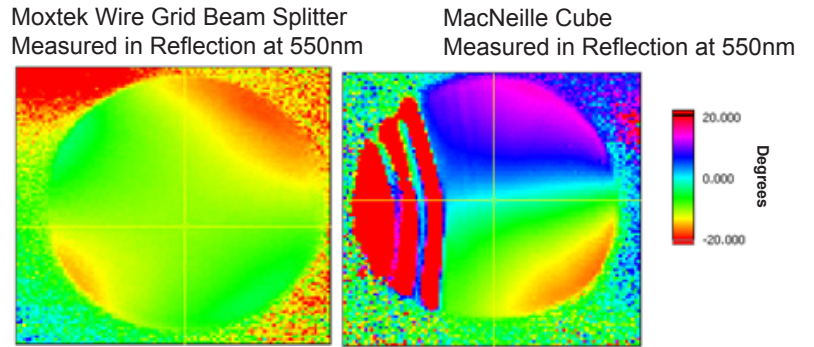 Moxtek Wire Grid Beam Splitter
Measured in Reflection at 550nm
MacNeille Cube
Measured in Reflection at 550nm
20.000
0.000
-20.000
Degrees